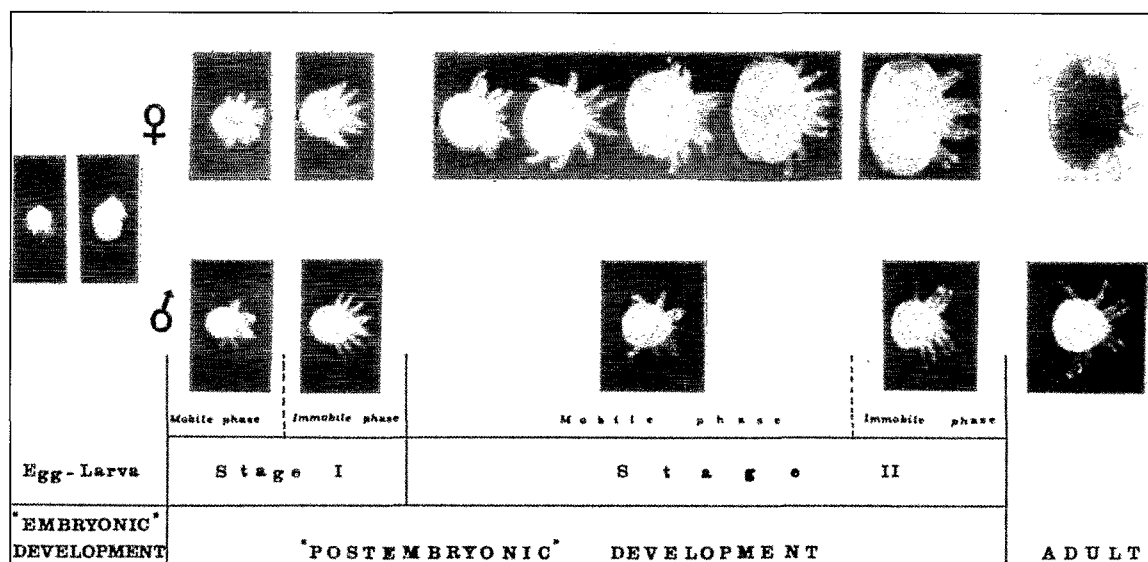 ♀
♂
Mobile phase Immobile phase Mobile phase Immobile phase
Egg-Larva Stage I Stage II
"EMBRYONIC" DEVELOPMENT
"POSTEMBRYONIC" DEVELOPMENT
ADULT